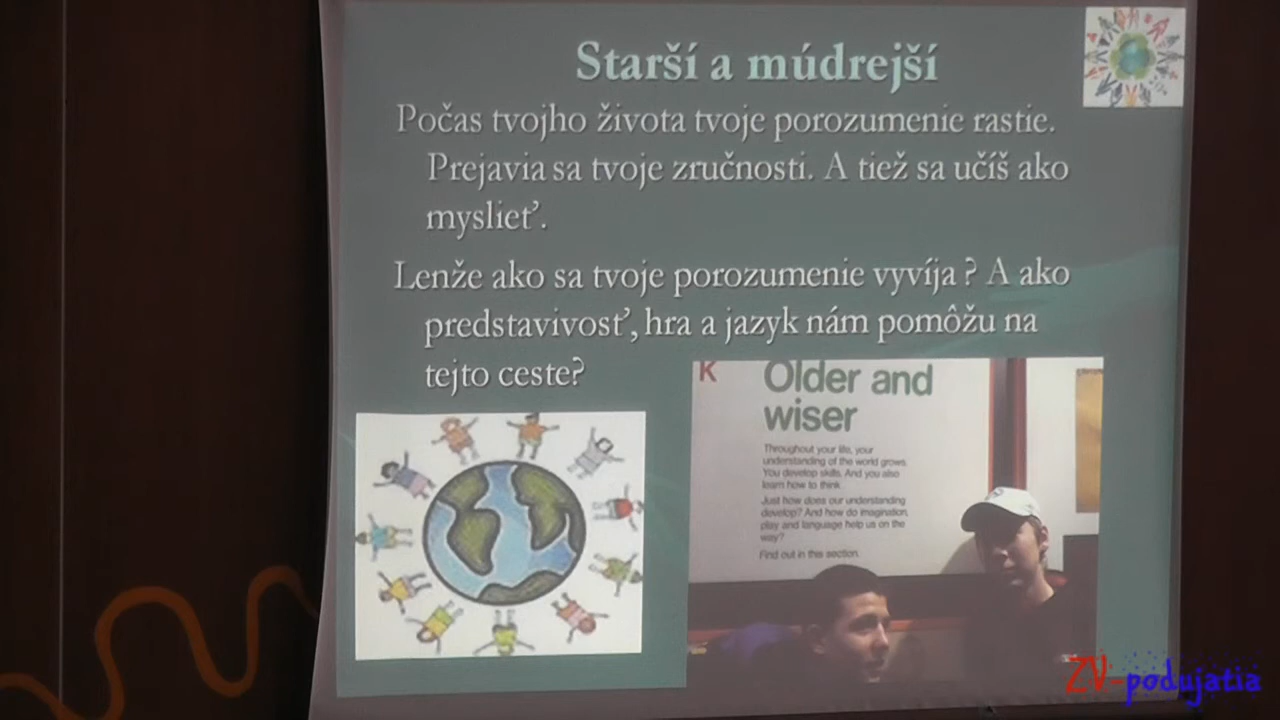 Starší a múdrejší
Počas tvojho života tvoje porozumenie rastie.
Prejavia sa tvoje zručnosti. A tiež sa učíš ako
myslieť.
Lenže ako sa tvoje porozumenie vyvíja ? A ako
predstavivosť, hra a jazyk nám pomôžu na
tejto ceste?
K
Older and
wiser
Throughout your life, your
understanding of the world grows.
You develop skills. And you also
learn how to think.
Just how does our understanding
develop? And how do imagination,
play and language help us on the
way?
Find out in this section.
ZV-podujatia